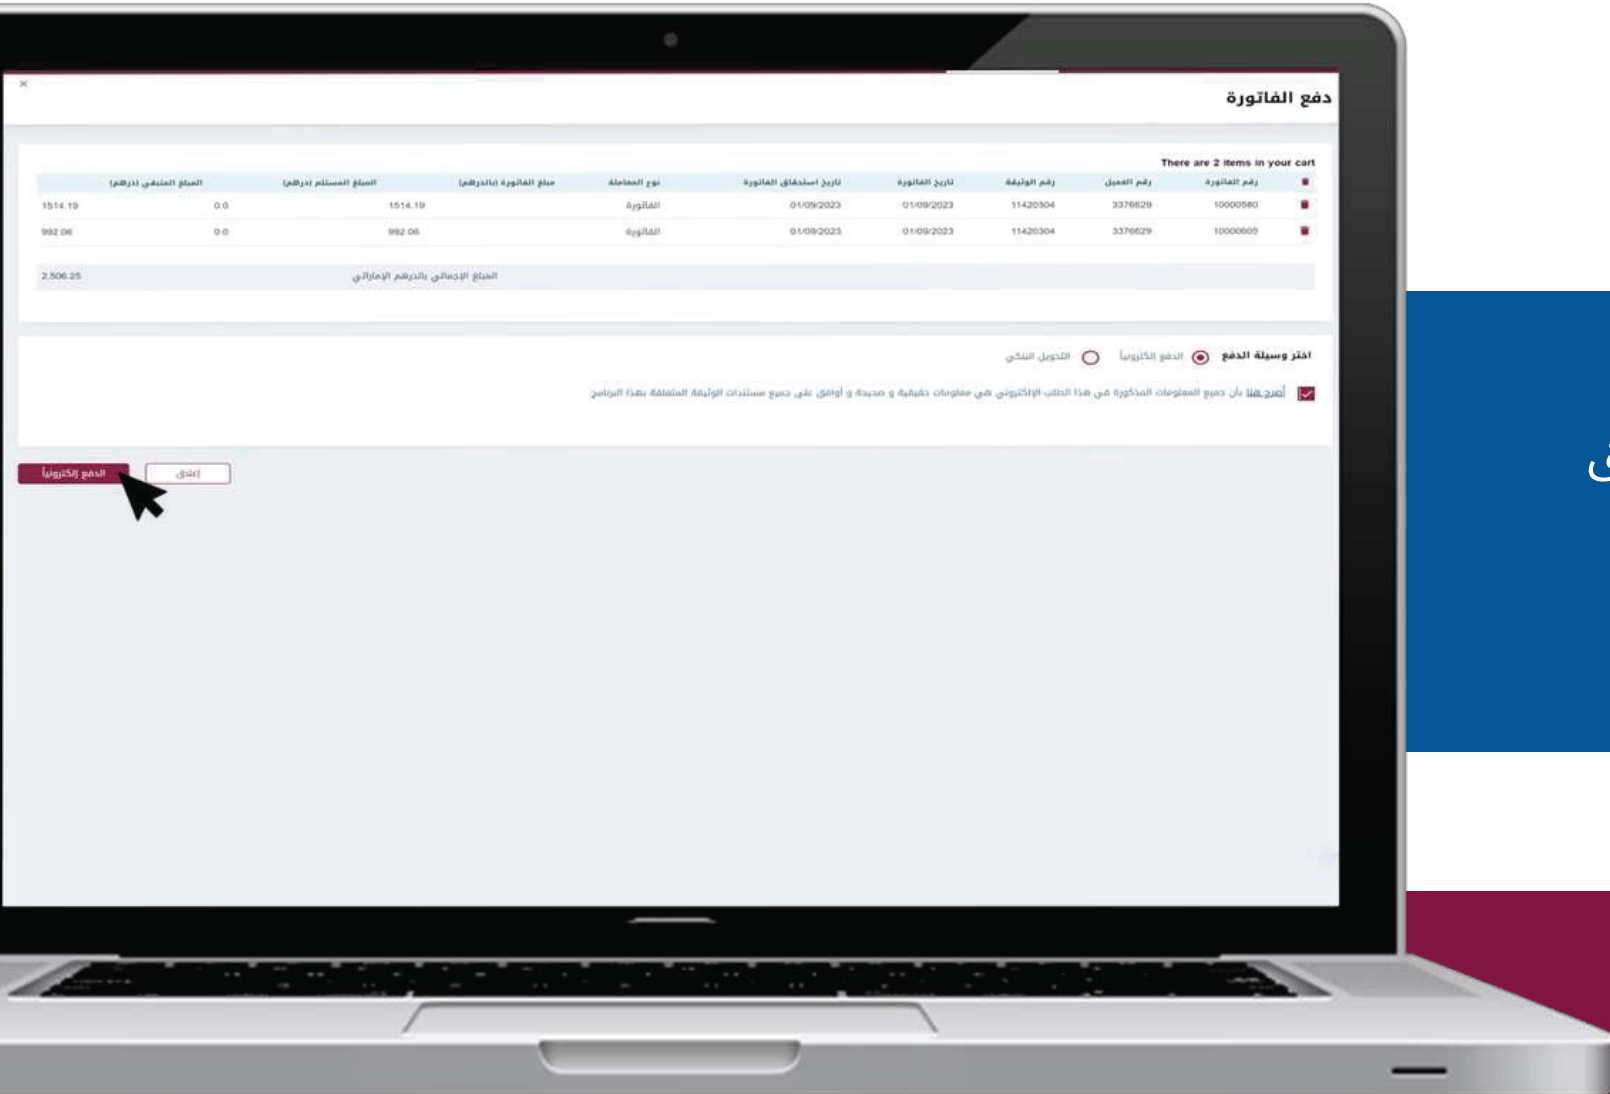 دفع الفاتورة
There are 2 items in your cart
رقم الفاتورة رقم العميل رقم الوثيقة تاريخ الفاتورة تاريخ استحقاق الفاتورة نوع المعاملة مبلغ الفاتورة (بالدرهم) المبلغ المستلم (درهم) المبلغ المتبقي (درهم)
10000580 3376629 11420304 01/09/2023 01/09/2023 الفاتورة 1514.19 0.0 1514.19
10000605 3376629 11420304 01/09/2023 01/09/2023 الفاتورة 992.06 0.0 992.06
المبلغ الإجمالي بالدرهم الإماراتي 2,506.25
اختر وسيلة الدفع الدفع إلكترونياً التحويل البنكي
أصرح هنا بأن جميع المعلومات المذكورة في هذا الطلب الإلكتروني هي معلومات حقيقية و صحيحة و أوافق على جميع مستندات الوثيقة المتعلقة بهذا البرنامج
إغلاق الدفع إلكترونياً